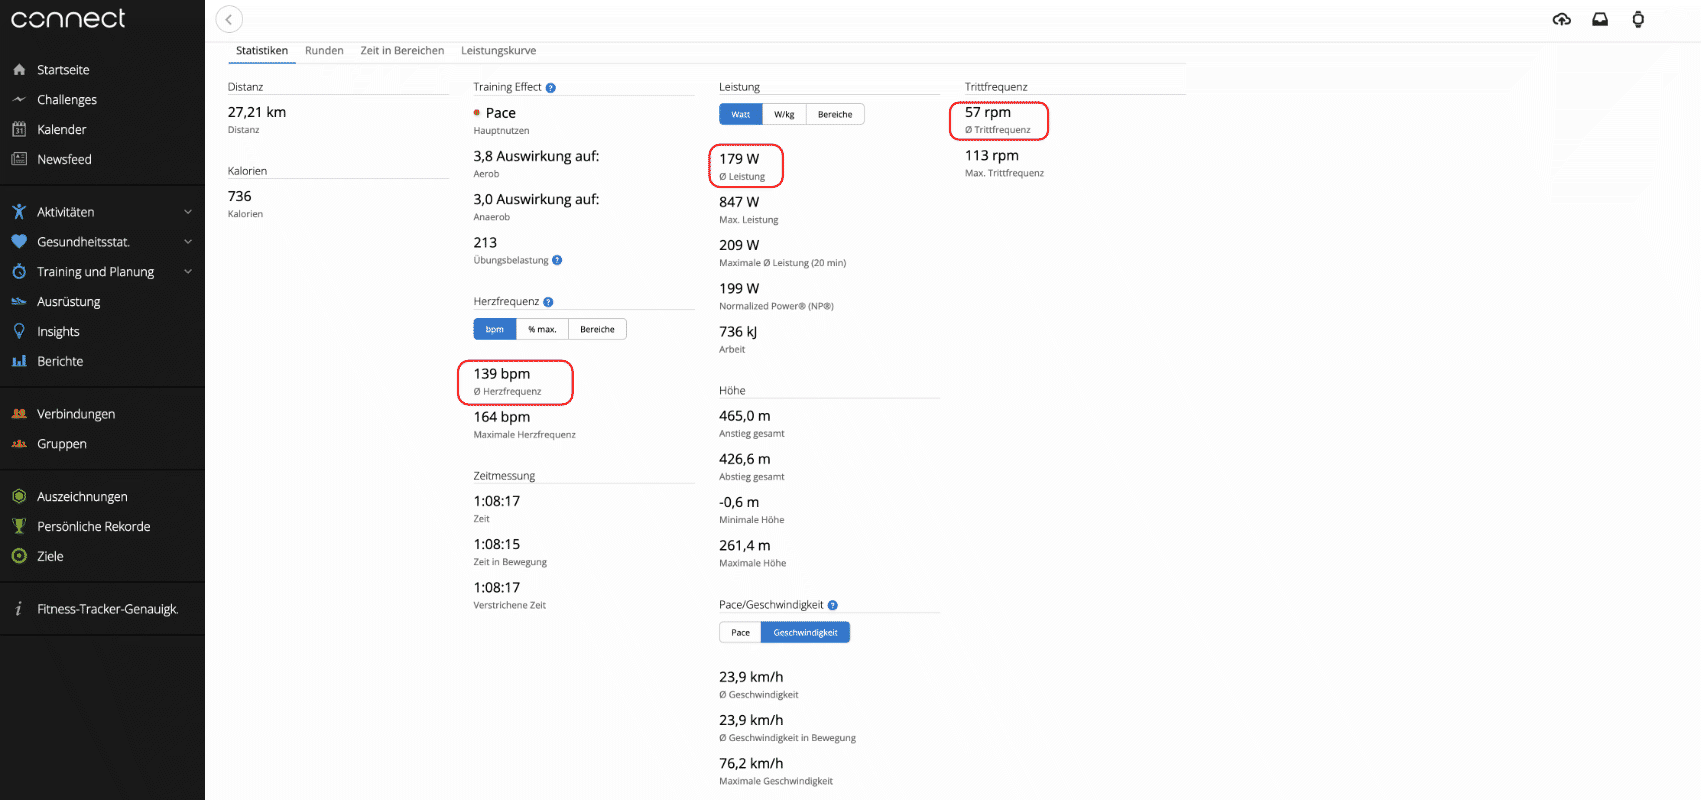 connect
Startseite
Challenges
31 Kalender
Newsfeed
Aktivitäten
Gesundheitsstat.
Training und Planung
Ausrüstung
Insights
Berichte
Verbindungen
Gruppen
Auszeichnungen
Persönliche Rekorde
Ziele
i Fitness-Tracker-Genauigk.
Statistiken Runden Zeit in Bereichen Leistungskurve
Distanz
27,21 km
Distanz
Kalorien
736
Kalorien
Training Effect ?
Pace
Hauptnutzen
3,8 Auswirkung auf:
Aerob
3,0 Auswirkung auf:
Anaerob
213
Übungsbelastung ?
Herzfrequenz ?
bpm % max. Bereiche
139 bpm
Ø Herzfrequenz
164 bpm
Maximale Herzfrequenz
Zeitmessung
1:08:17
Zeit
1:08:15
Zeit in Bewegung
1:08:17
Verstrichene Zeit
Leistung
Watt W/kg Bereiche
179 W
Ø Leistung
847 W
Max. Leistung
209 W
Maximale Ø Leistung (20 min)
199 W
Normalized Power® (NP®)
736 kJ
Arbeit
Höhe
465,0 m
Anstieg gesamt
426,6 m
Abstieg gesamt
-0,6 m
Minimale Höhe
261,4 m
Maximale Höhe
Pace/Geschwindigkeit ?
Pace Geschwindigkeit
23,9 km/h
Ø Geschwindigkeit
23,9 km/h
Ø Geschwindigkeit in Bewegung
76,2 km/h
Maximale Geschwindigkeit
Trittfrequenz
57 rpm
Ø Trittfrequenz
113 rpm
Max. Trittfrequenz